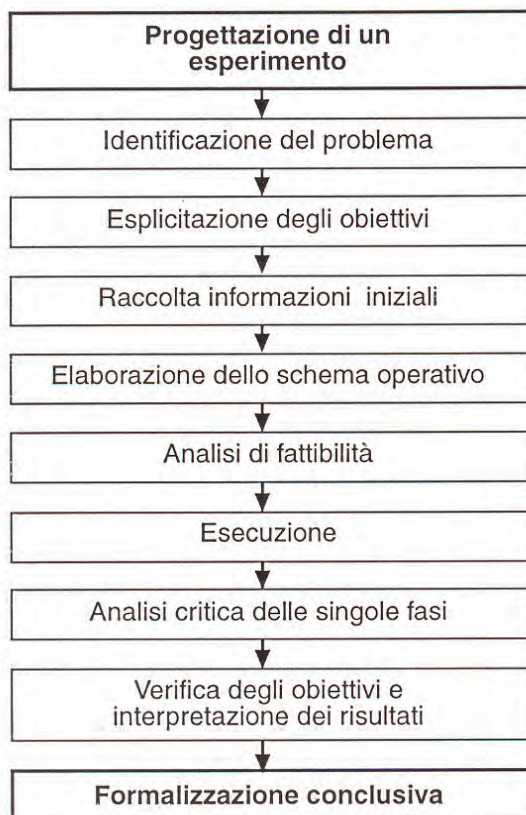 Progettazione di un
esperimento
Identificazione del problema
Esplicitazione degli obiettivi
Raccolta informazioni iniziali
Elaborazione dello schema operativo
Analisi di fattibilità
Esecuzione
Analisi critica delle singole fasi
Verifica degli obiettivi e
interpretazione dei risultati
Formalizzazione conclusiva